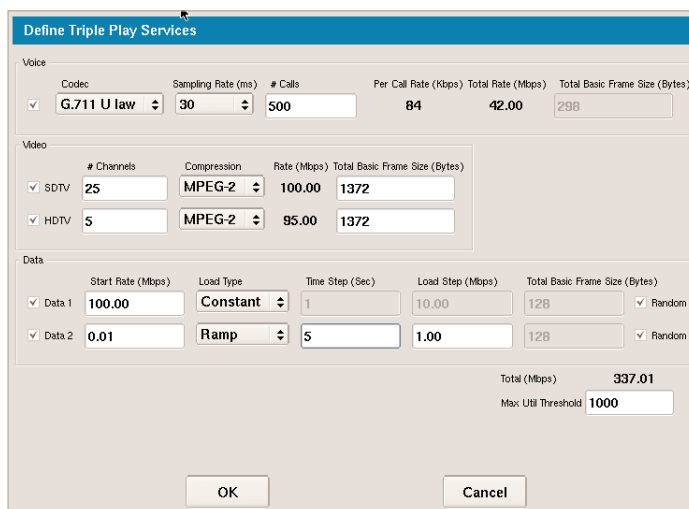 Define Triple Play Services
Voice
Codec Sampling Rate (ms) # Calls Per Call Rate (Kbps) Total Rate (Mbps) Total Basic Frame Size (Bytes)
G.711 U law 30 500 84 42.00 298
Video
# Channels Compression Rate (Mbps) Total Basic Frame Size (Bytes)
SDTV 25 MPEG-2 100.00 1372
HDTV 5 MPEG-2 95.00 1372
Data
Start Rate (Mbps) Load Type Time Step (Sec) Load Step (Mbps) Total Basic Frame Size (Bytes)
Data 1 100.00 Constant 1 10.00 128 Random
Data 2 0.01 Ramp 5 1.00 128 Random
Total (Mbps) 337.01
Max Util Threshold 1000
OK Cancel